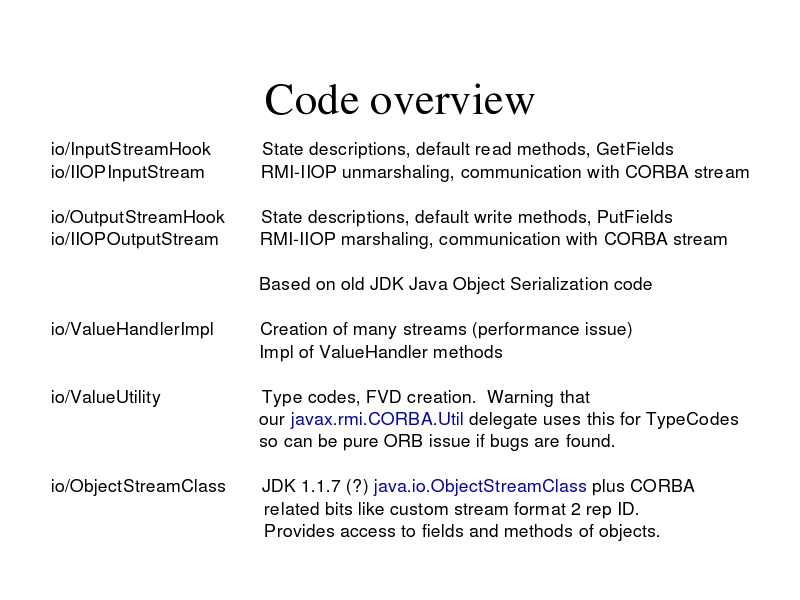 Code overview
io/InputStreamHook State descriptions, default read methods, GetFields
io/IIOPInputStream RMI-IIOP unmarshaling, communication with CORBA stream
io/OutputStreamHook State descriptions, default write methods, PutFields
io/IIOPOutputStream RMI-IIOP marshaling, communication with CORBA stream
Based on old JDK Java Object Serialization code
io/ValueHandlerImpl Creation of many streams (performance issue)
Impl of ValueHandler methods
io/ValueUtility Type codes, FVD creation. Warning that
our javax.rmi.CORBA.Util delegate uses this for TypeCodes
so can be pure ORB issue if bugs are found.
io/ObjectStreamClass JDK 1.1.7 (?) java.io.ObjectStreamClass plus CORBA
related bits like custom stream format 2 rep ID.
Provides access to fields and methods of objects.